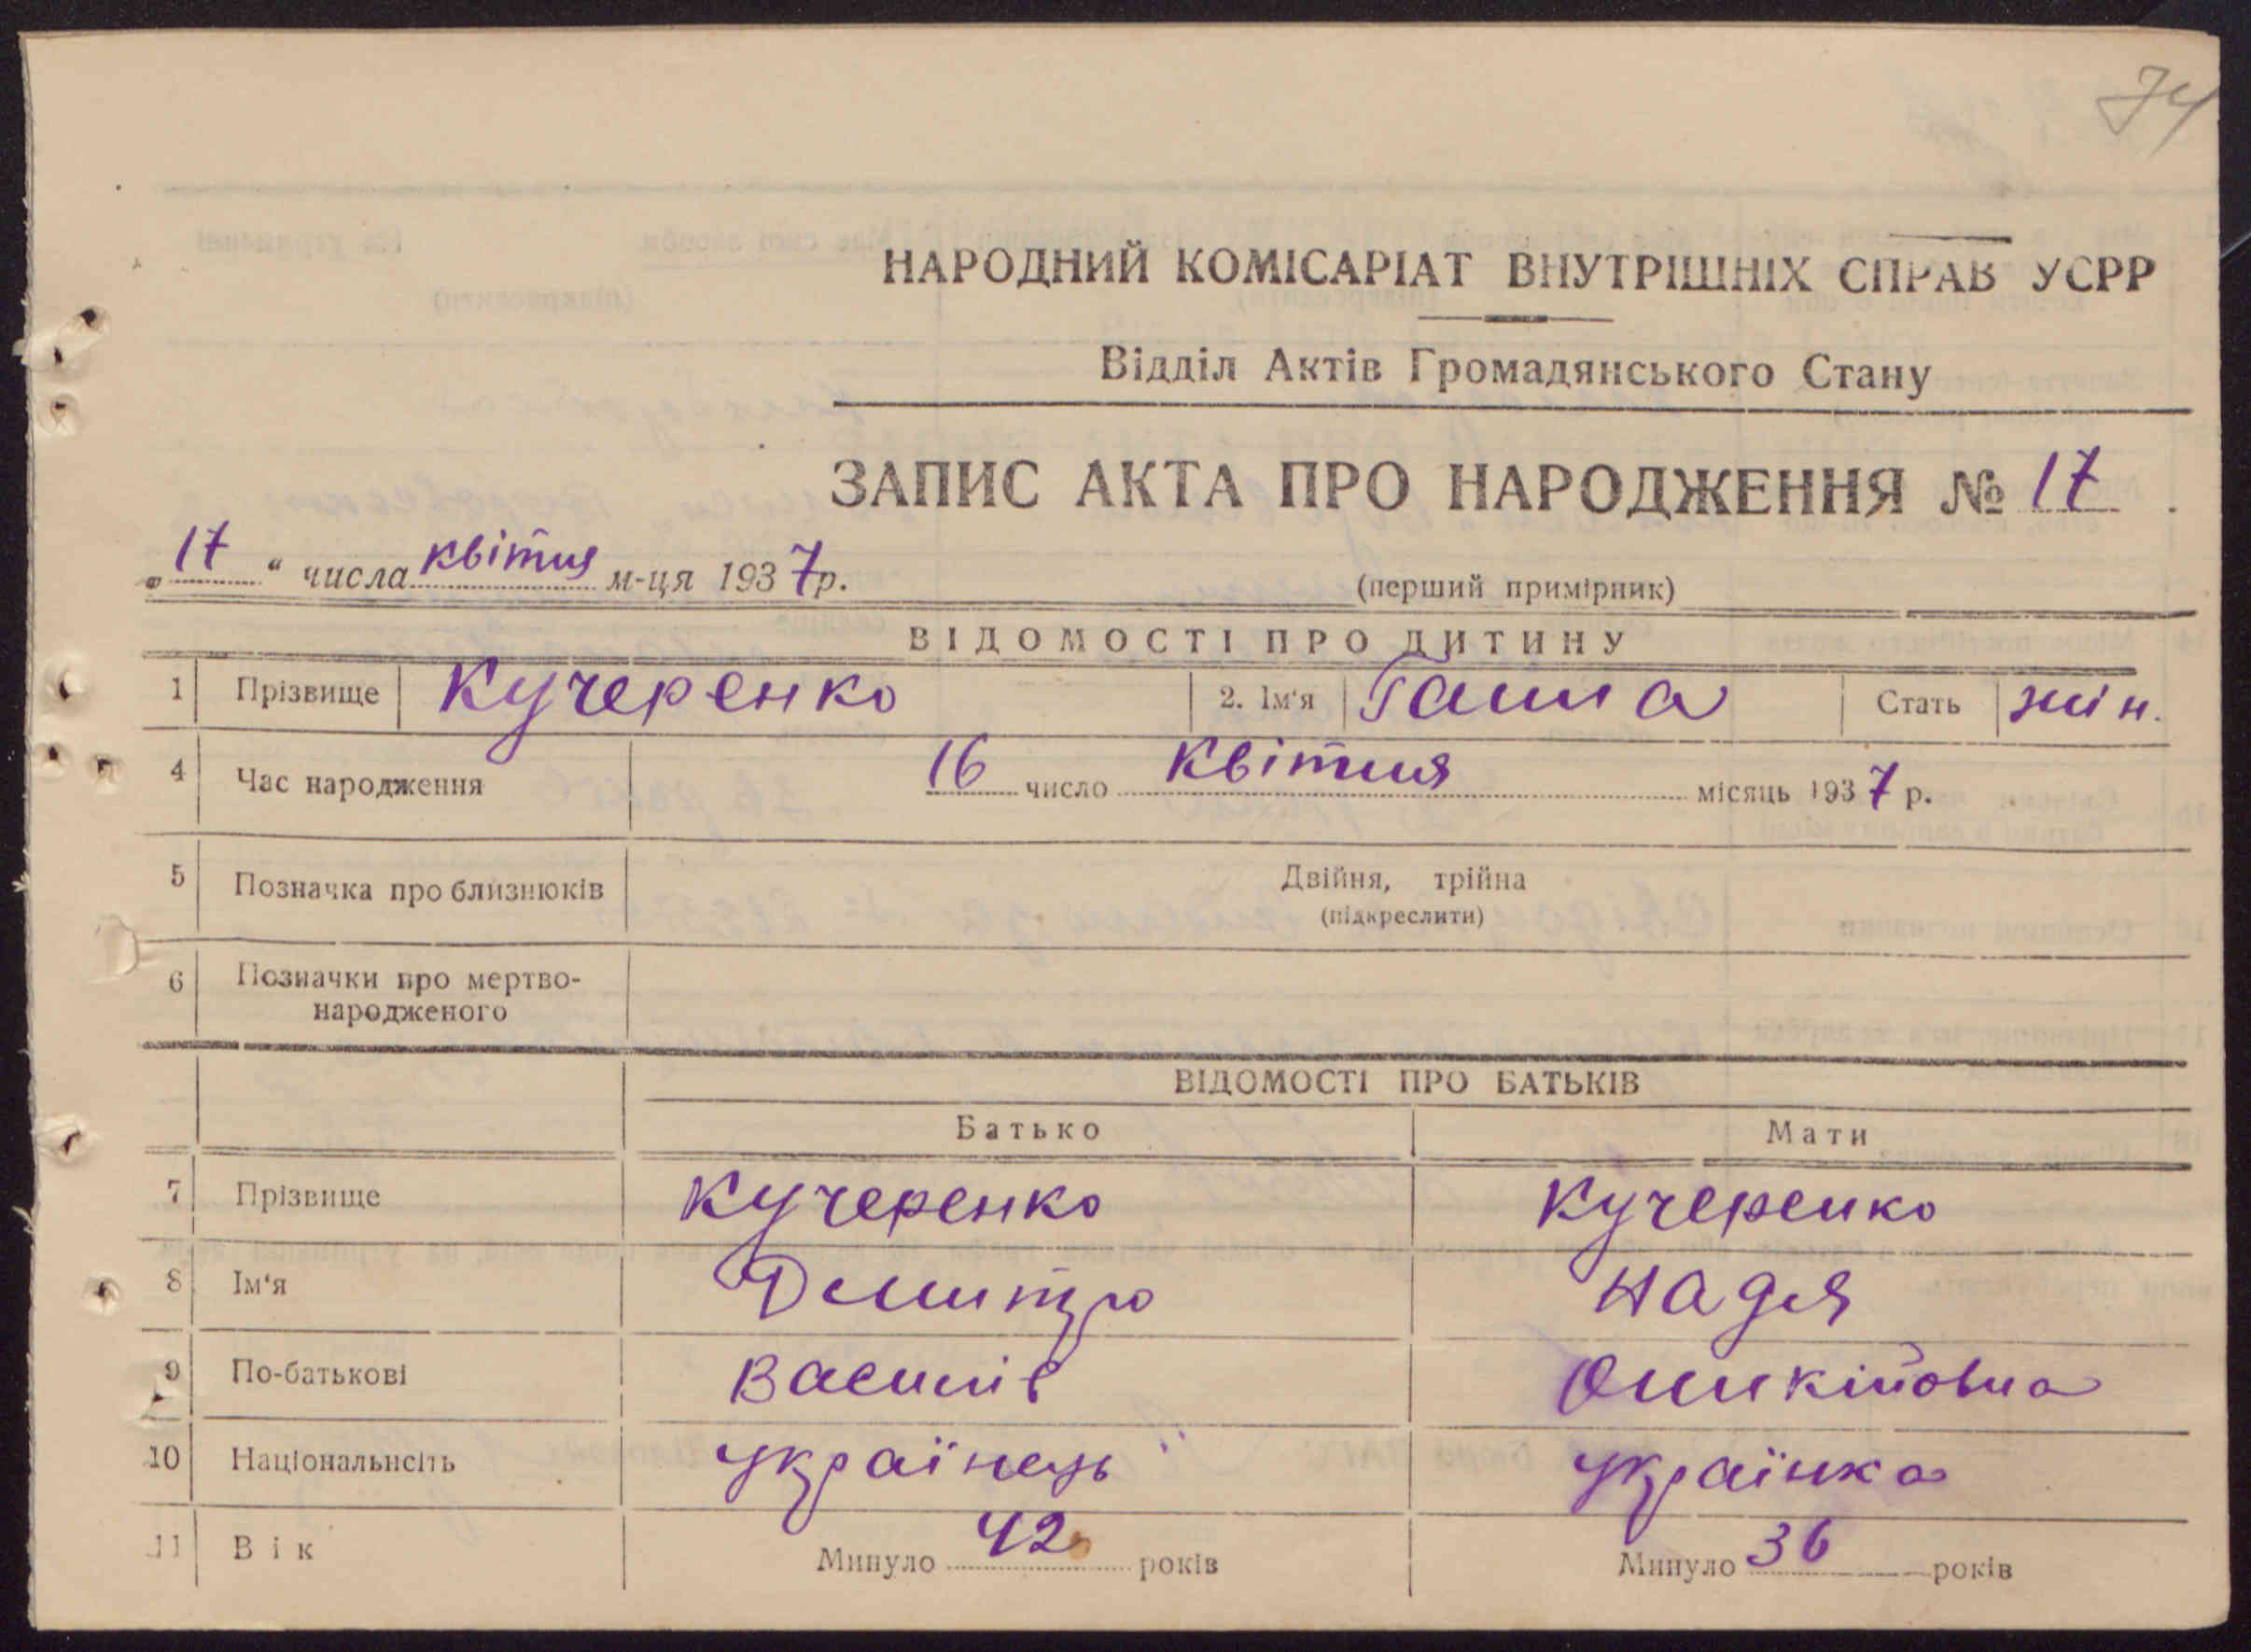 74
НАРОДНИЙ КОМІСАРІАТ ВНУТРІШНІХ СПРАВ УСРР
Відділ Актів Громадянського Стану
ЗАПИС АКТА ПРО НАРОДЖЕННЯ № 17
„17“ числа квітня м-ця 1937р.
(перший примірник)
ВІДОМОСТІ ПРО ДИТИНУ
1 Прізвище Кучеренко 2. Ім'я Ганна Стать жін.
4 Час народження 16 число квітня місяць 1937 р.
5 Позначка про близнюків Двійня, трійна
(підкреслити)
6 Позначки про мертво-
народженого
ВІДОМОСТІ ПРО БАТЬКІВ
Батько Мати
7 Прізвище Кучеренко Кучеренко
8 Ім'я Демитро Надя
9 По-батькові Василів
10 Національнсіть українець українка
11 Вік Минуло 42 років Минуло 36 років